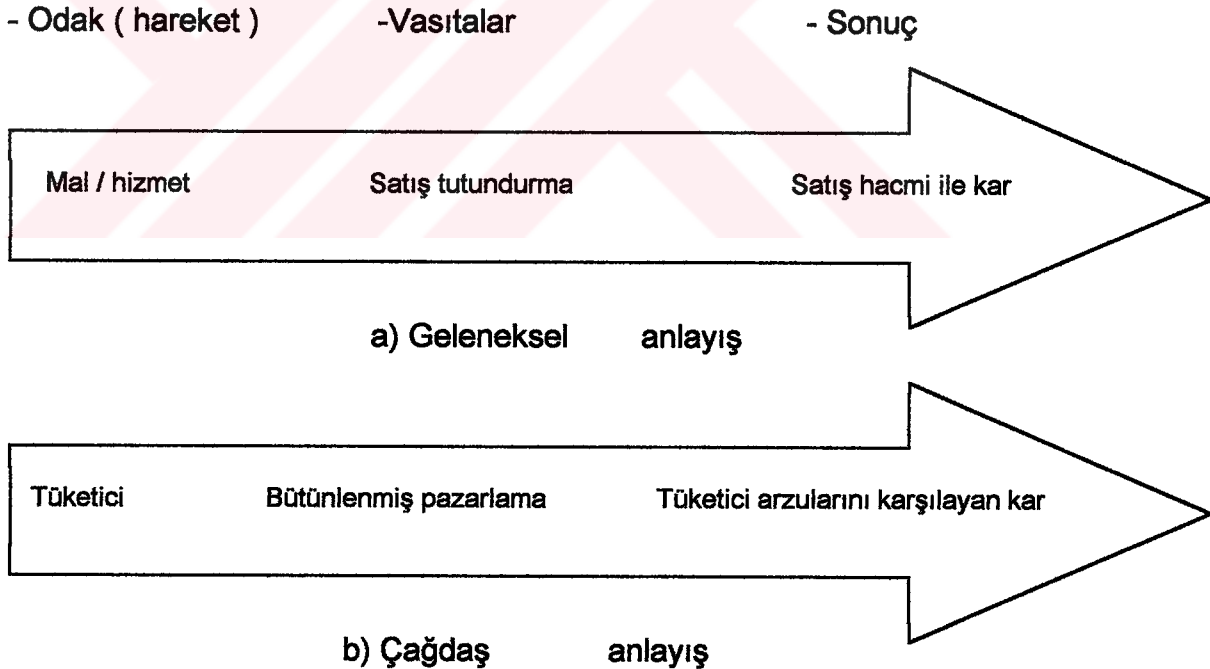 - Odak ( hareket ) -Vasıtalar - Sonuç
Mal / hizmet Satış tutundurma Satış hacmi ile kar
a) Geleneksel anlayış
Tüketici Bütünlenmiş pazarlama Tüketici arzularını karşılayan kar
b) Çağdaş anlayış